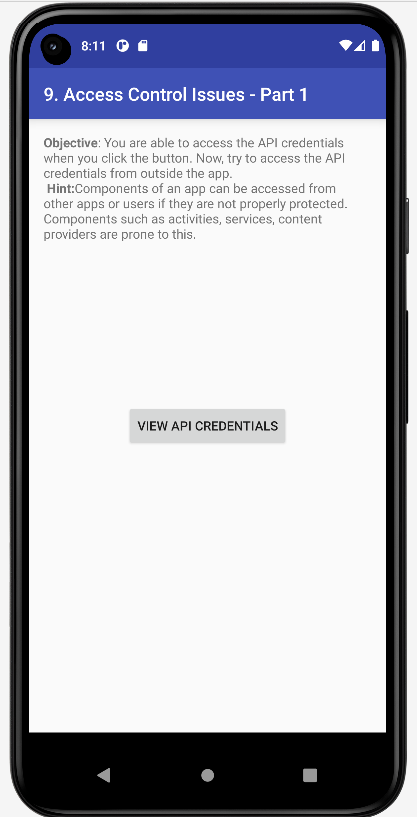 8:11
9. Access Control Issues - Part 1
Objective: You are able to access the API credentials
when you click the button. Now, try to access the API
credentials from outside the app.
Hint:Components of an app can be accessed from
other apps or users if they are not properly protected.
Components such as activities, services, content
providers are prone to this.
VIEW API CREDENTIALS